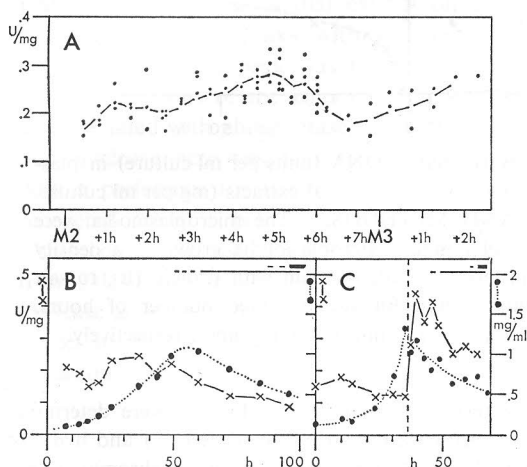 .4
U/mg
A
.3
.2
.1
0
M2 +1h +2h +3h +4h +5h +6h +7h M3 +1h +2h
.5
x
U/mg
B
x
C
2
1.5
mg/ml
1
.5
0
0
0 50 h 100 0 h 50